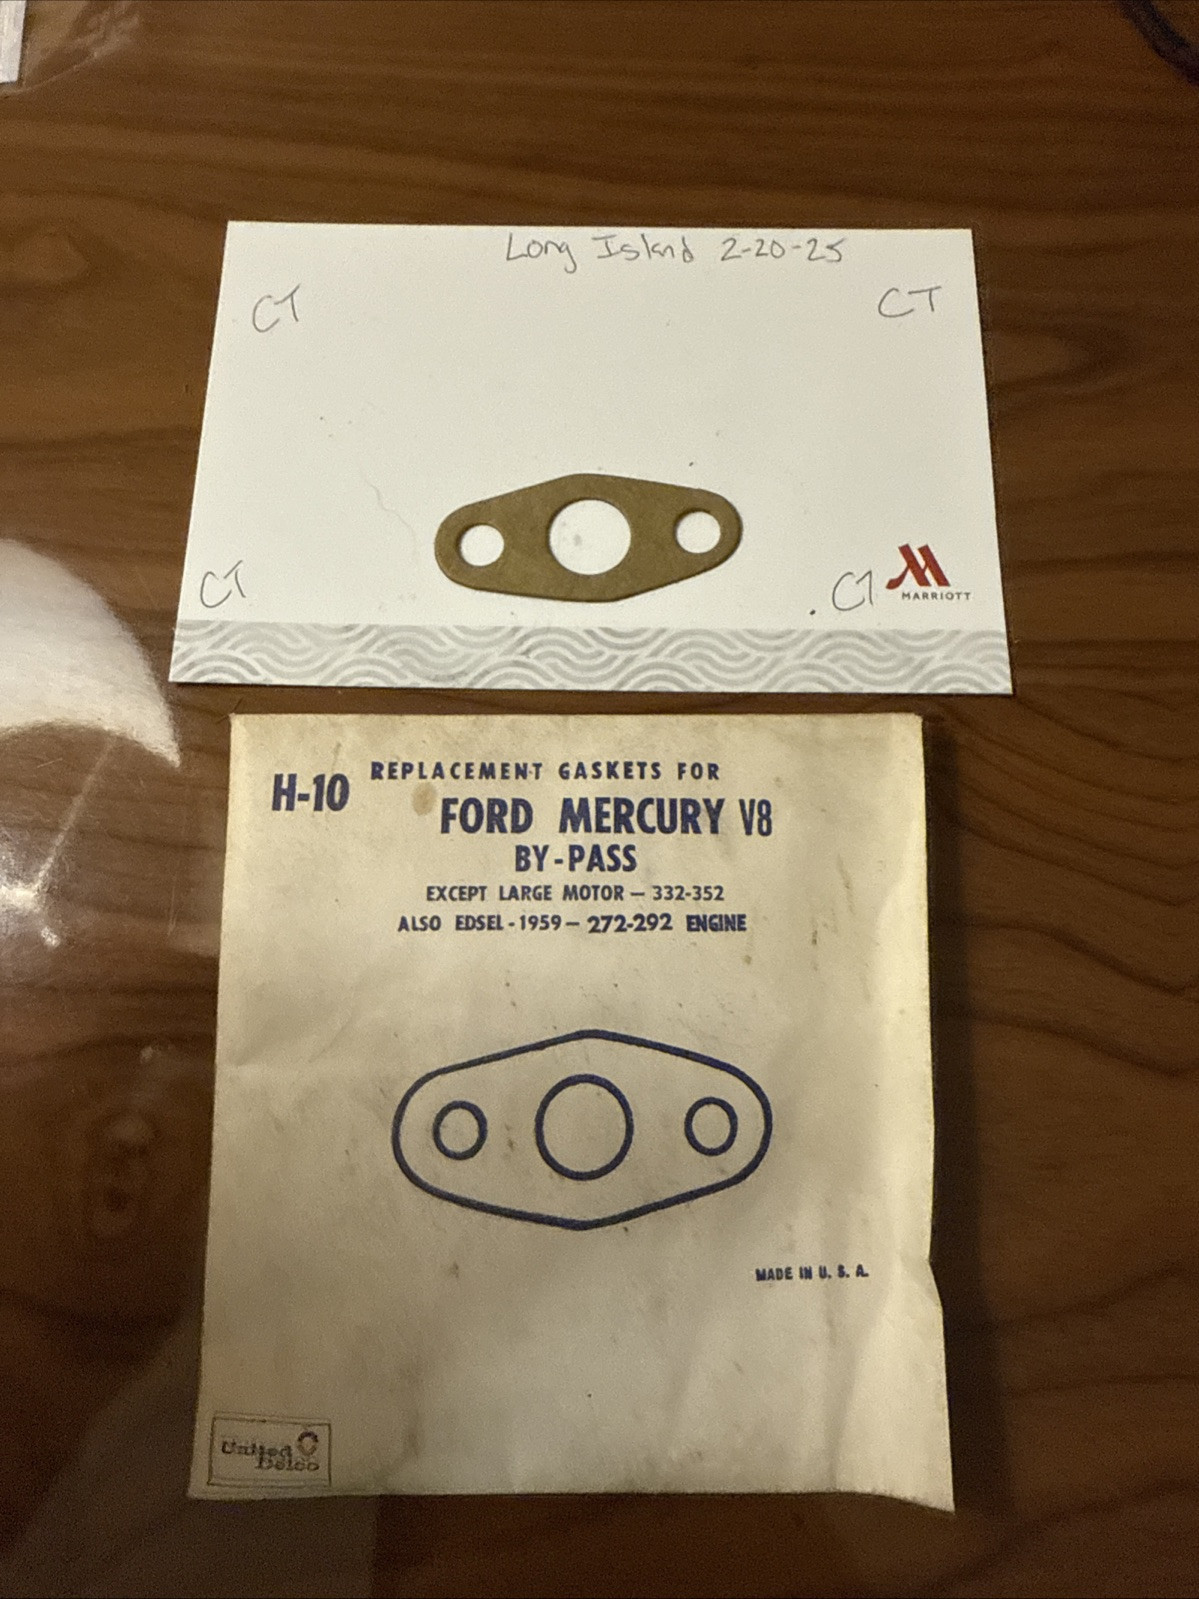 Long Island 2-20-25
CT
CT
CT
CT
MARRIOTT
H-10
REPLACEMENT GASKETS FOR
FORD MERCURY V8
BY-PASS
EXCEPT LARGE MOTOR — 332-352
ALSO EDSEL - 1959 — 272-292 ENGINE
MADE IN U. S. A.
United
Delco